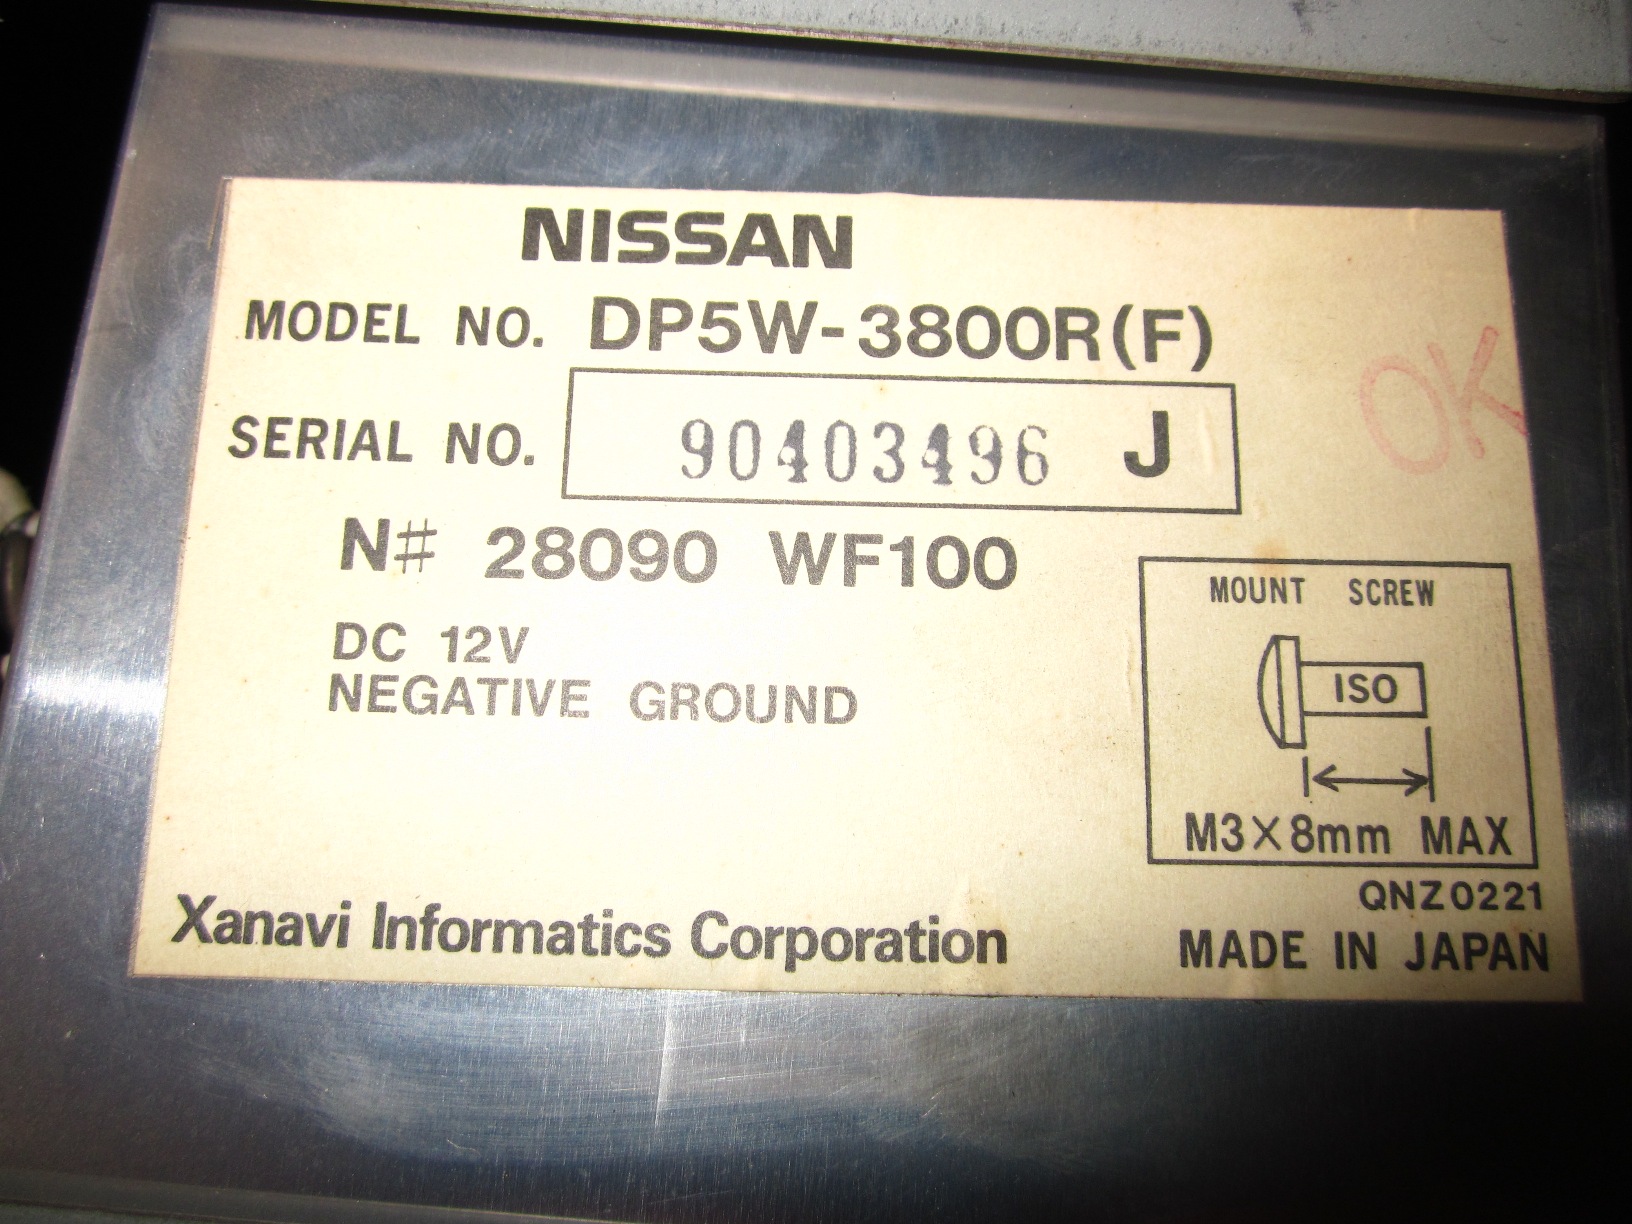 NISSAN
MODEL NO. DP5W-3800R(F)
SERIAL NO. 90403496 J
OK
N# 28090 WF100
DC 12V
NEGATIVE GROUND
MOUNT SCREW
ISO
M3×8mm MAX
QNZ0221
Xanavi Informatics Corporation
MADE IN JAPAN